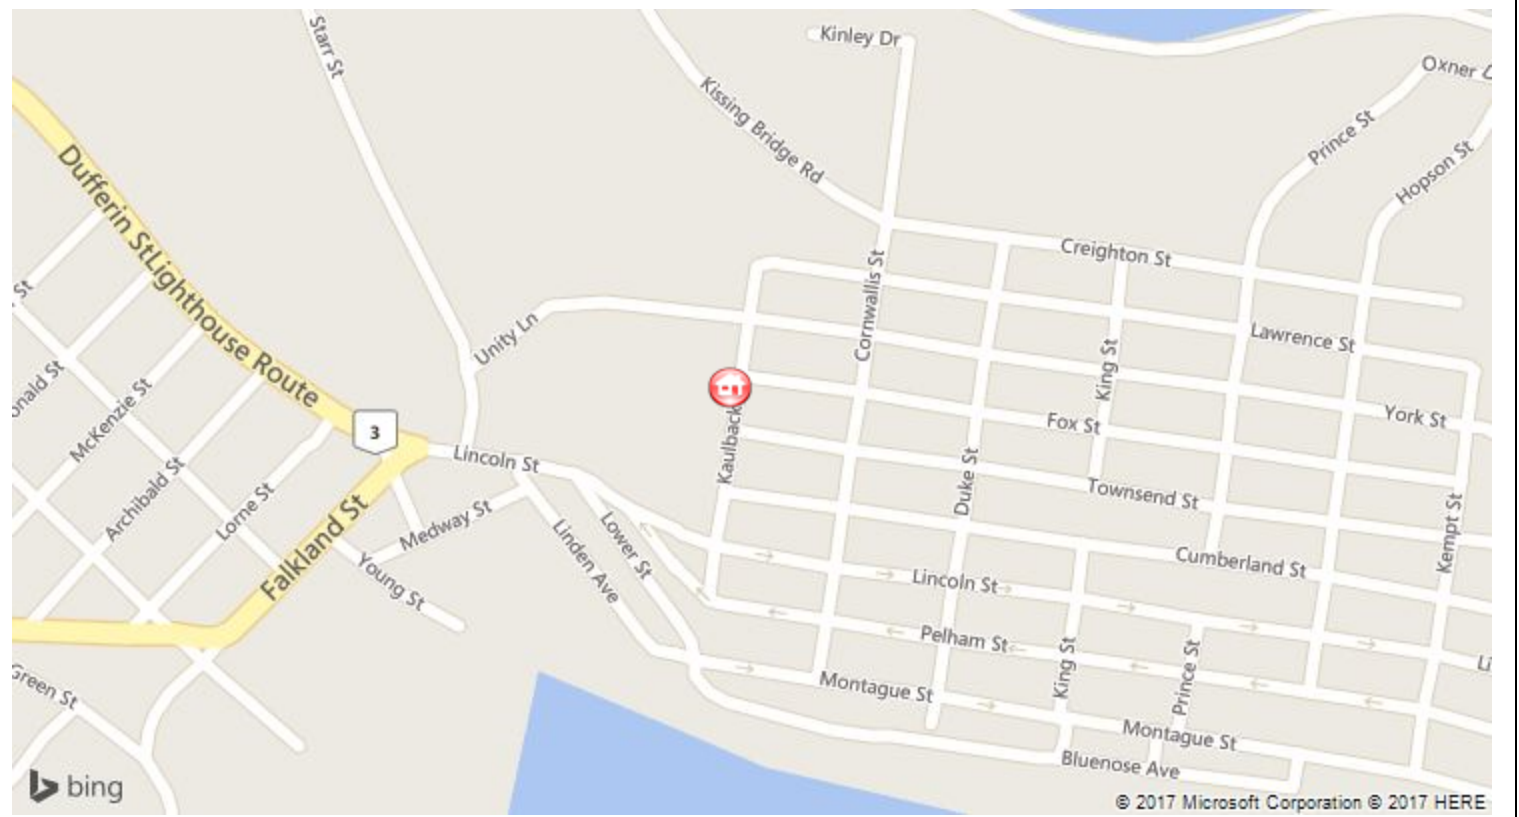 Starr St
Kinley Dr
Oxner
Kissing Bridge Rd
Prince St
Hopson St
Dufferin St
Lighthouse Route
Creighton St
Cornwallis St
St
Unity Ln
Lawrence St
King St
McKenzie St
Kaulback
York St
Fox St
3
Lincoln St
Archibald St
Lorne St
Falkland St
Medway St
Duke St
Townsend St
Kempt St
Lower St
Linden Ave
Young St
Cumberland St
Lincoln St
Pelham St
King St
Prince St
Li
Green St
Montague St
Montague St
Bluenose Ave
bing
© 2017 Microsoft Corporation © 2017 HERE